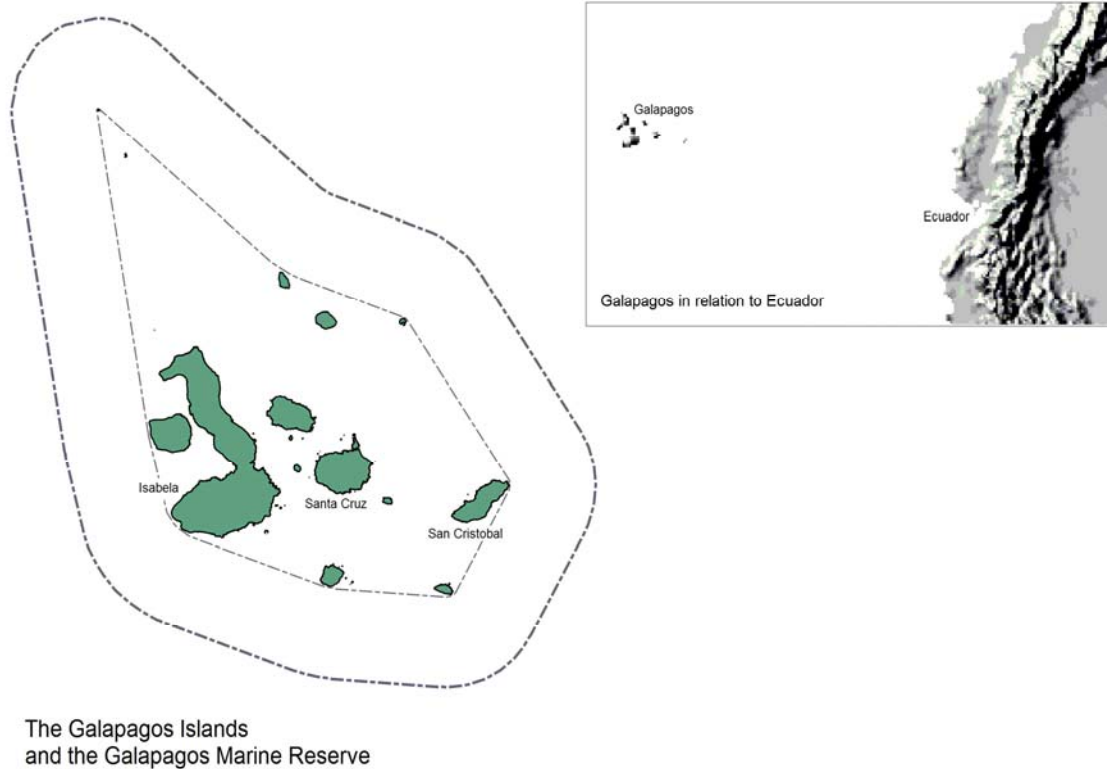 Galapagos
Ecuador
Galapagos in relation to Ecuador
Isabela
Santa Cruz
San Cristobal
The Galapagos Islands
and the Galapagos Marine Reserve